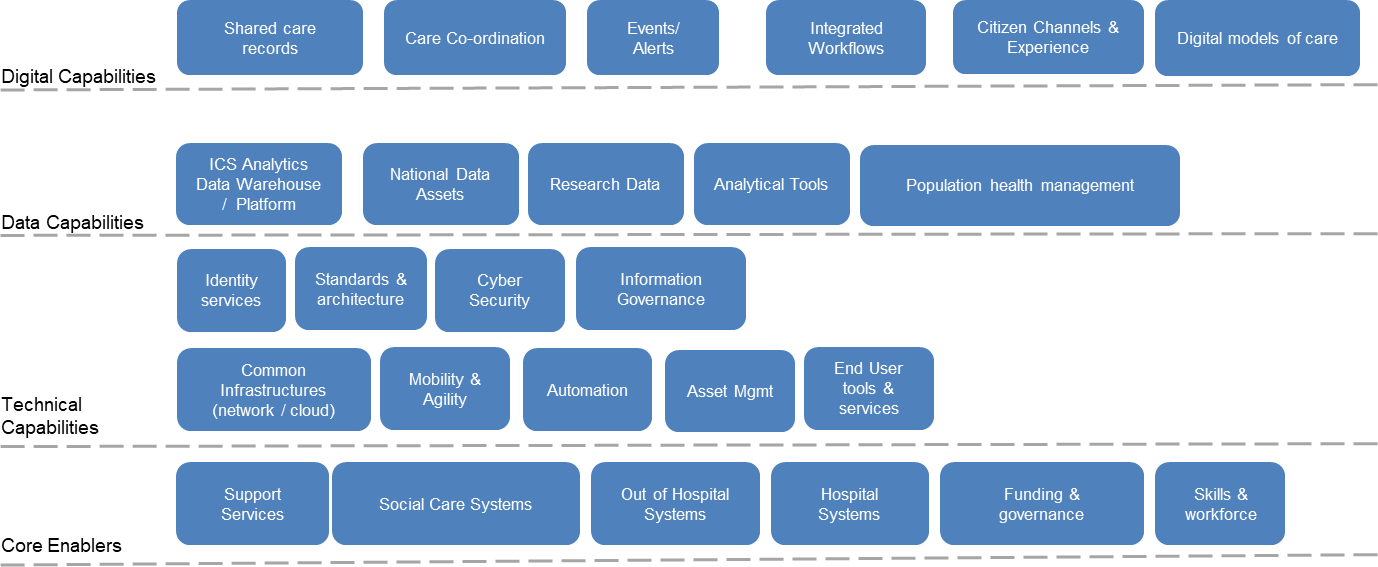 Shared care
records
Care Co-ordination
Events/
Alerts
Integrated
Workflows
Citizen Channels &
Experience
Digital models of care
Digital Capabilities
ICS Analytics
Data Warehouse
/ Platform
National Data
Assets
Research Data
Analytical Tools
Population health management
Data Capabilities
Identity
services
Standards &
architecture
Cyber
Security
Information
Governance
Common
Infrastructures
(network / cloud)
Mobility &
Agility
Automation
Asset Mgmt
End User
tools &
services
Technical
Capabilities
Support
Services
Social Care Systems
Out of Hospital
Systems
Hospital
Systems
Funding &
governance
Skills &
workforce
Core Enablers